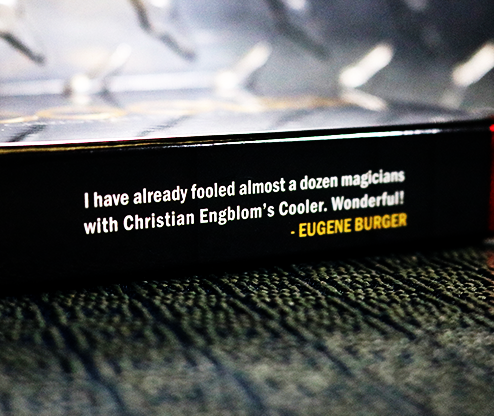 I have already fooled almost a dozen magicians
with Christian Engblom's Cooler. Wonderful!
- EUGENE BURGER